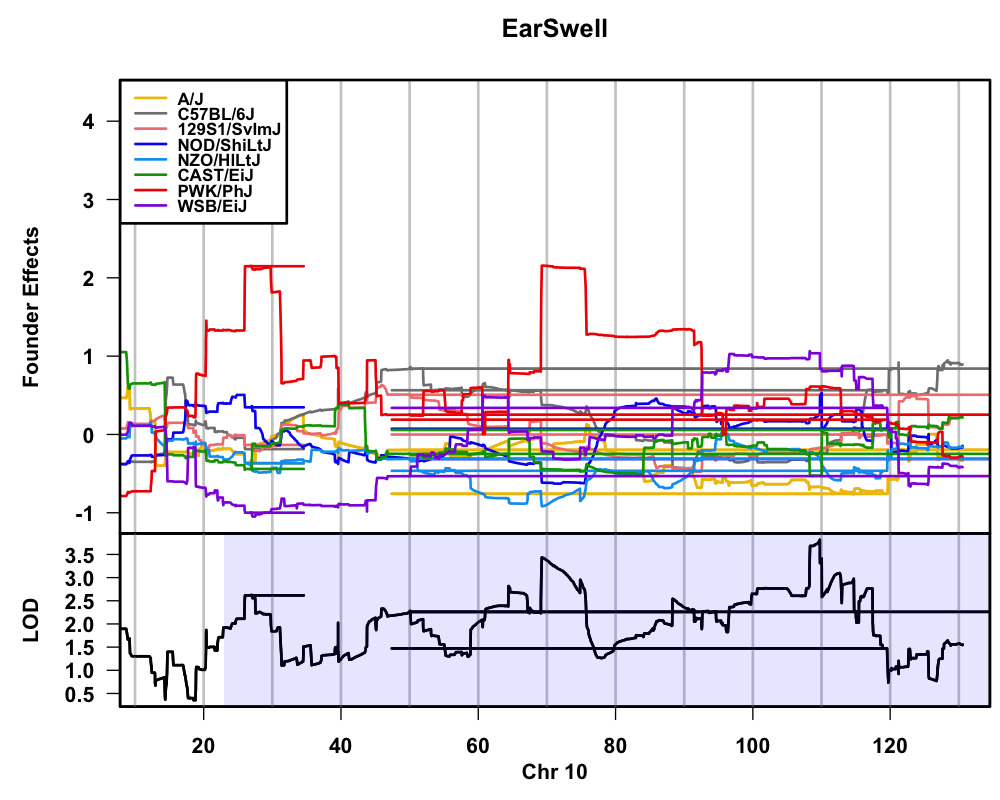 EarSwell
A/J
C57BL/6J
129S1/SvImJ
NOD/ShiLtJ
NZO/HlLtJ
CAST/EiJ
PWK/PhJ
WSB/EiJ
Founder Effects
4
3
2
1
0
-1
LOD
3.5
3.0
2.5
2.0
1.5
1.0
0.5
20 40 60 80 100 120
Chr 10